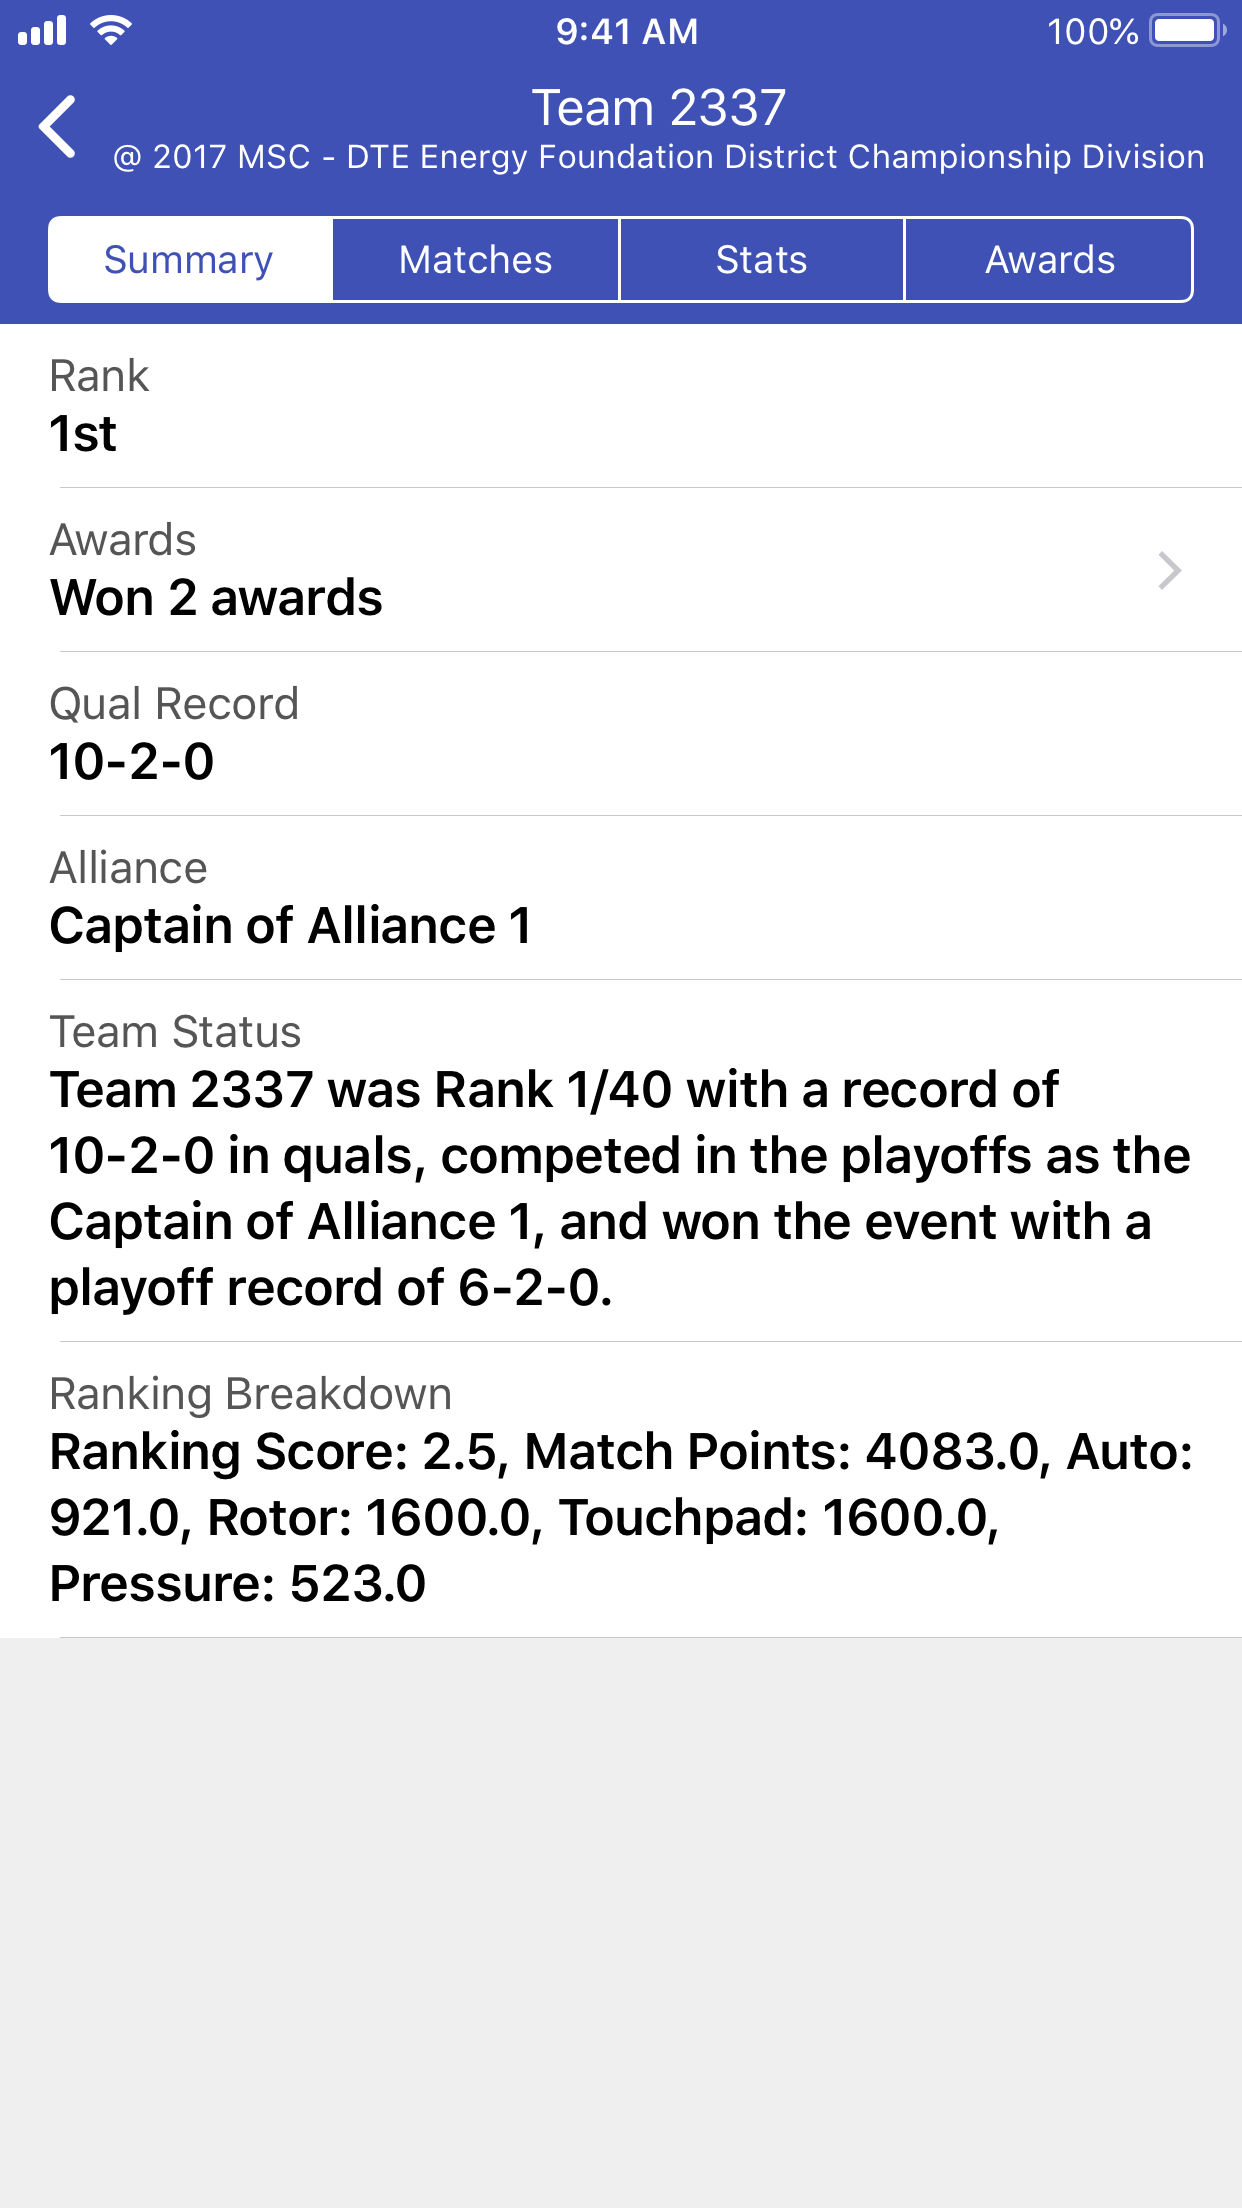 9:41 AM
100%
Team 2337
@ 2017 MSC - DTE Energy Foundation District Championship Division
Summary
Matches
Stats
Awards
Rank
1st
Awards
Won 2 awards
Qual Record
10-2-0
Alliance
Captain of Alliance 1
Team Status
Team 2337 was Rank 1/40 with a record of
10-2-0 in quals, competed in the playoffs as the
Captain of Alliance 1, and won the event with a
playoff record of 6-2-0.
Ranking Breakdown
Ranking Score: 2.5, Match Points: 4083.0, Auto:
921.0, Rotor: 1600.0, Touchpad: 1600.0,
Pressure: 523.0